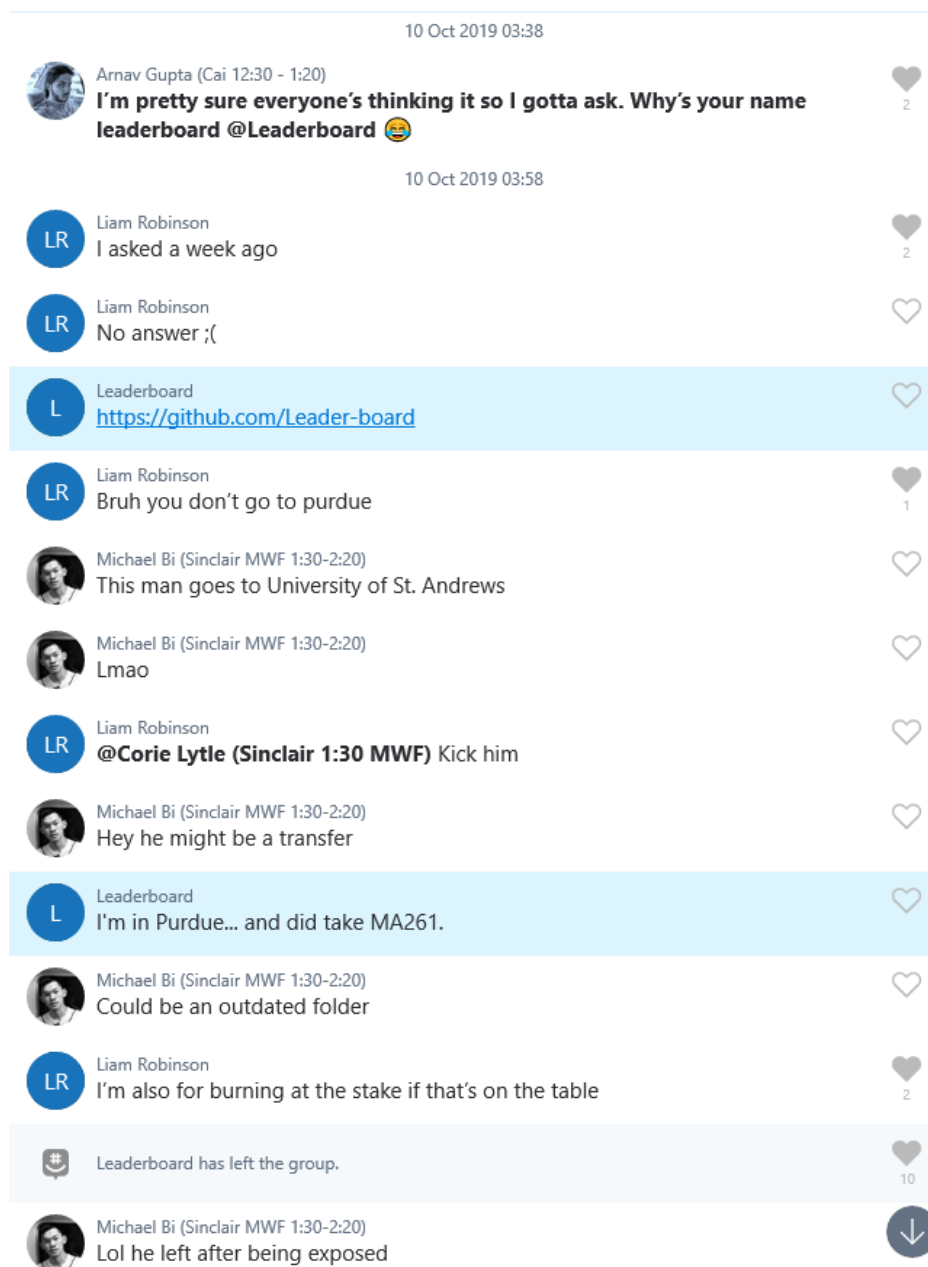 10 Oct 2019 03:38
Arnav Gupta (Cai 12:30 - 1:20)
I'm pretty sure everyone's thinking it so I gotta ask. Why's your name
leaderboard @Leaderboard 😂
2
10 Oct 2019 03:58
LR
Liam Robinson
I asked a week ago
2
LR
Liam Robinson
No answer ;(
L
Leaderboard
https://github.com/Leader-board
LR
Liam Robinson
Bruh you don't go to purdue
1
Michael Bi (Sinclair MWF 1:30-2:20)
This man goes to University of St. Andrews
Michael Bi (Sinclair MWF 1:30-2:20)
Lmao
LR
Liam Robinson
@Corie Lytle (Sinclair 1:30 MWF) Kick him
Michael Bi (Sinclair MWF 1:30-2:20)
Hey he might be a transfer
L
Leaderboard
I'm in Purdue... and did take MA261.
Michael Bi (Sinclair MWF 1:30-2:20)
Could be an outdated folder
LR
Liam Robinson
I'm also for burning at the stake if that's on the table
2
Leaderboard has left the group.
10
Michael Bi (Sinclair MWF 1:30-2:20)
Lol he left after being exposed